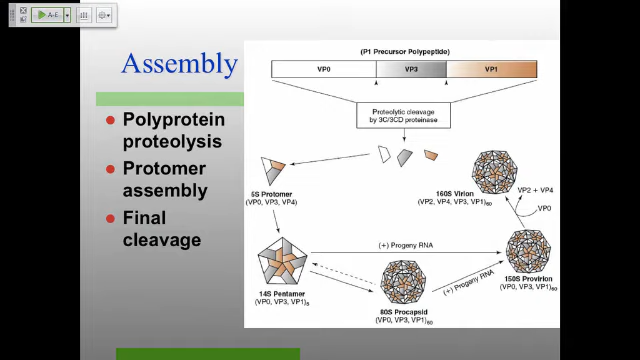 A-E
Assembly
Polyprotein
proteolysis
Protomer
assembly
Final
cleavage
(P1 Precursor Polypeptide)
VP0 VP3 VP1
Proteolytic cleavage
by 3C/3CD proteinase
5S Protomer
(VP0, VP3, VP4)
160S Virion
(VP2, VP4, VP3, VP1)60
VP2 + VP4
VP0
(+) Progeny RNA
14S Pentamer
(VP0, VP3, VP1)5
80S Procapsid
(VP0, VP3, VP1)60
(+) Progeny RNA
150S Provirion
(VP0, VP3, VP1)60